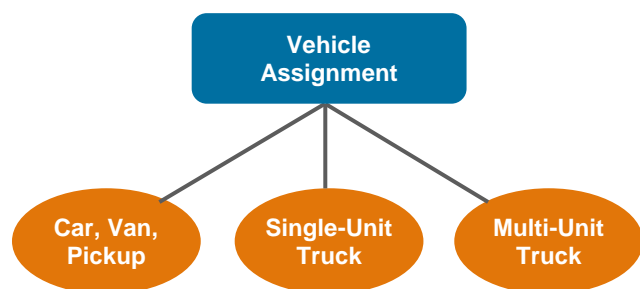 Vehicle
Assignment
Car, Van,
Pickup
Single-Unit
Truck
Multi-Unit
Truck